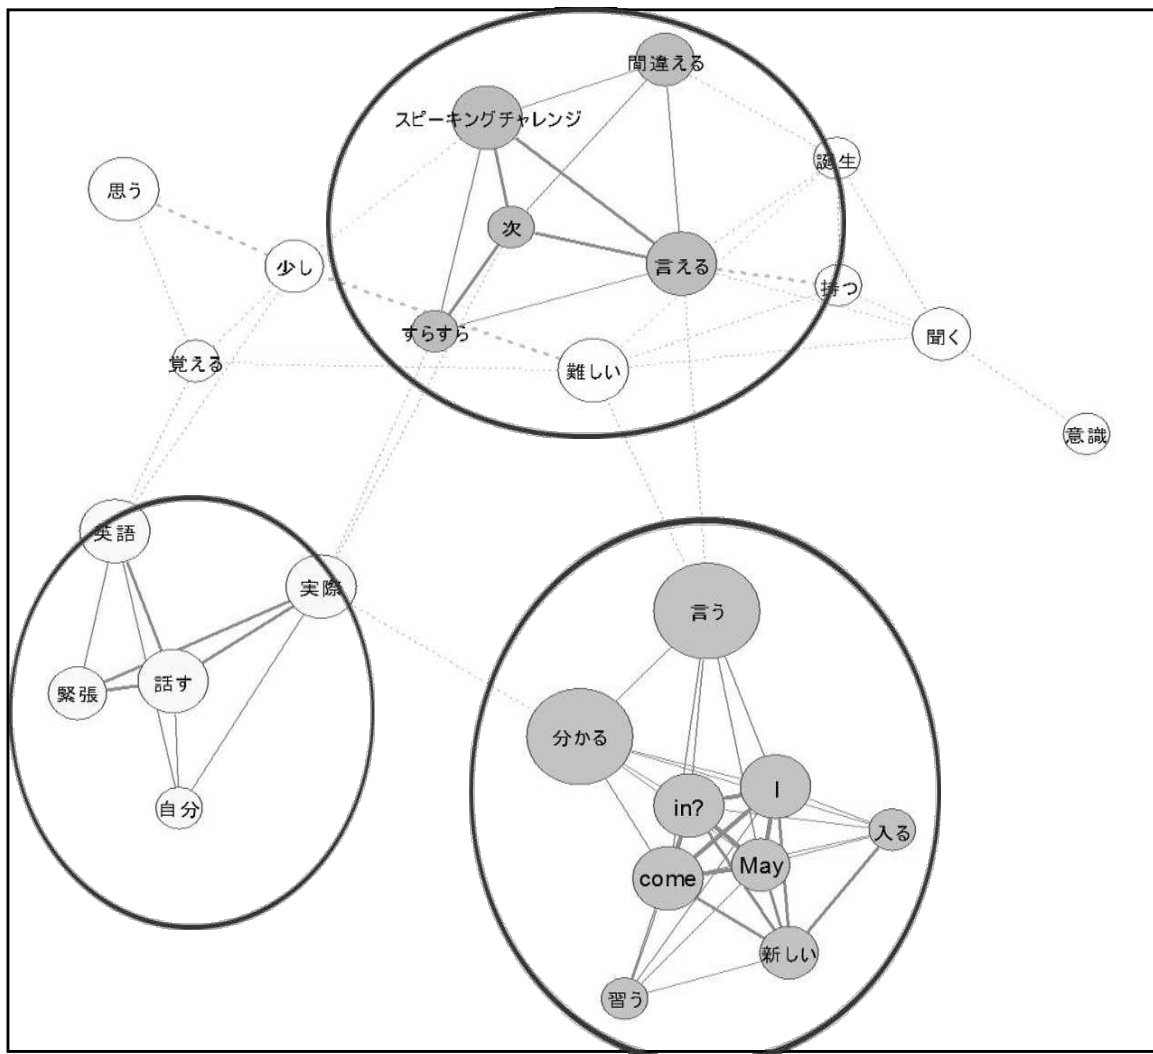 間違える
スピーキングチャレンジ
誕生
思う
次
少し
言える
持つ
すらすら
聞く
覚える
難しい
意識
英語
実際
言う
緊張
話す
分かる
I
in?
自分
入る
May
come
新しい
習う